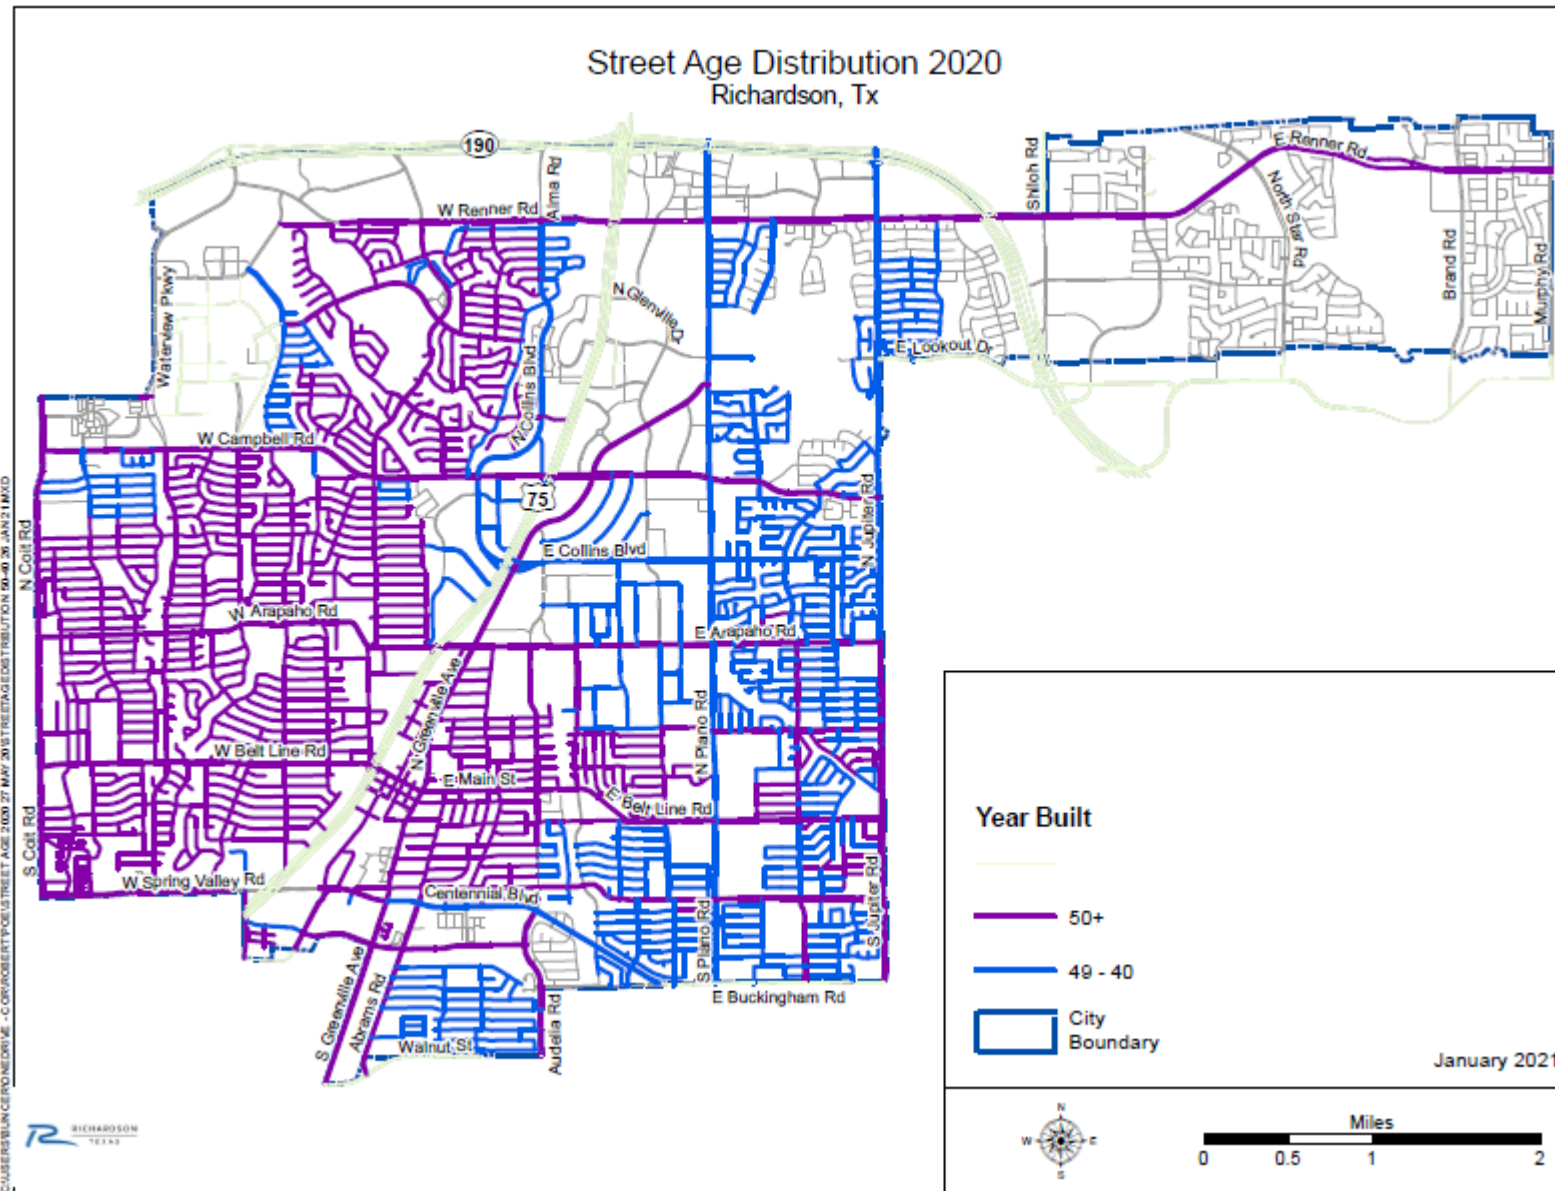 Street Age Distribution 2020
Richardson, Tx
190
Alma Rd
W Renner Rd
Shiloh Rd
E Renner Rd
North Star Rd
Brand Rd
Murphy Rd
Waterview Pkwy
N Glenville Dr
E Lookout Dr
N Collins Blvd
W Campbell Rd
75
N Coit Rd
E Collins Blvd
N Jupiter Rd
W Arapaho Rd
E Arapaho Rd
N Greenville Ave
N Plano Rd
W Belt Line Rd
E Main St
E Belt Line Rd
S Coit Rd
W Spring Valley Rd
Centennial Blvd
S Plano Rd
S Jupiter Rd
E Buckingham Rd
S Greenville Ave
Abrams Rd
Walnut St
Audelia Rd
Year Built
50+
49 - 40
City
Boundary
January 2021
N
W
E
S
Miles
0
0.5
1
2
RICHARDSON
TEXAS